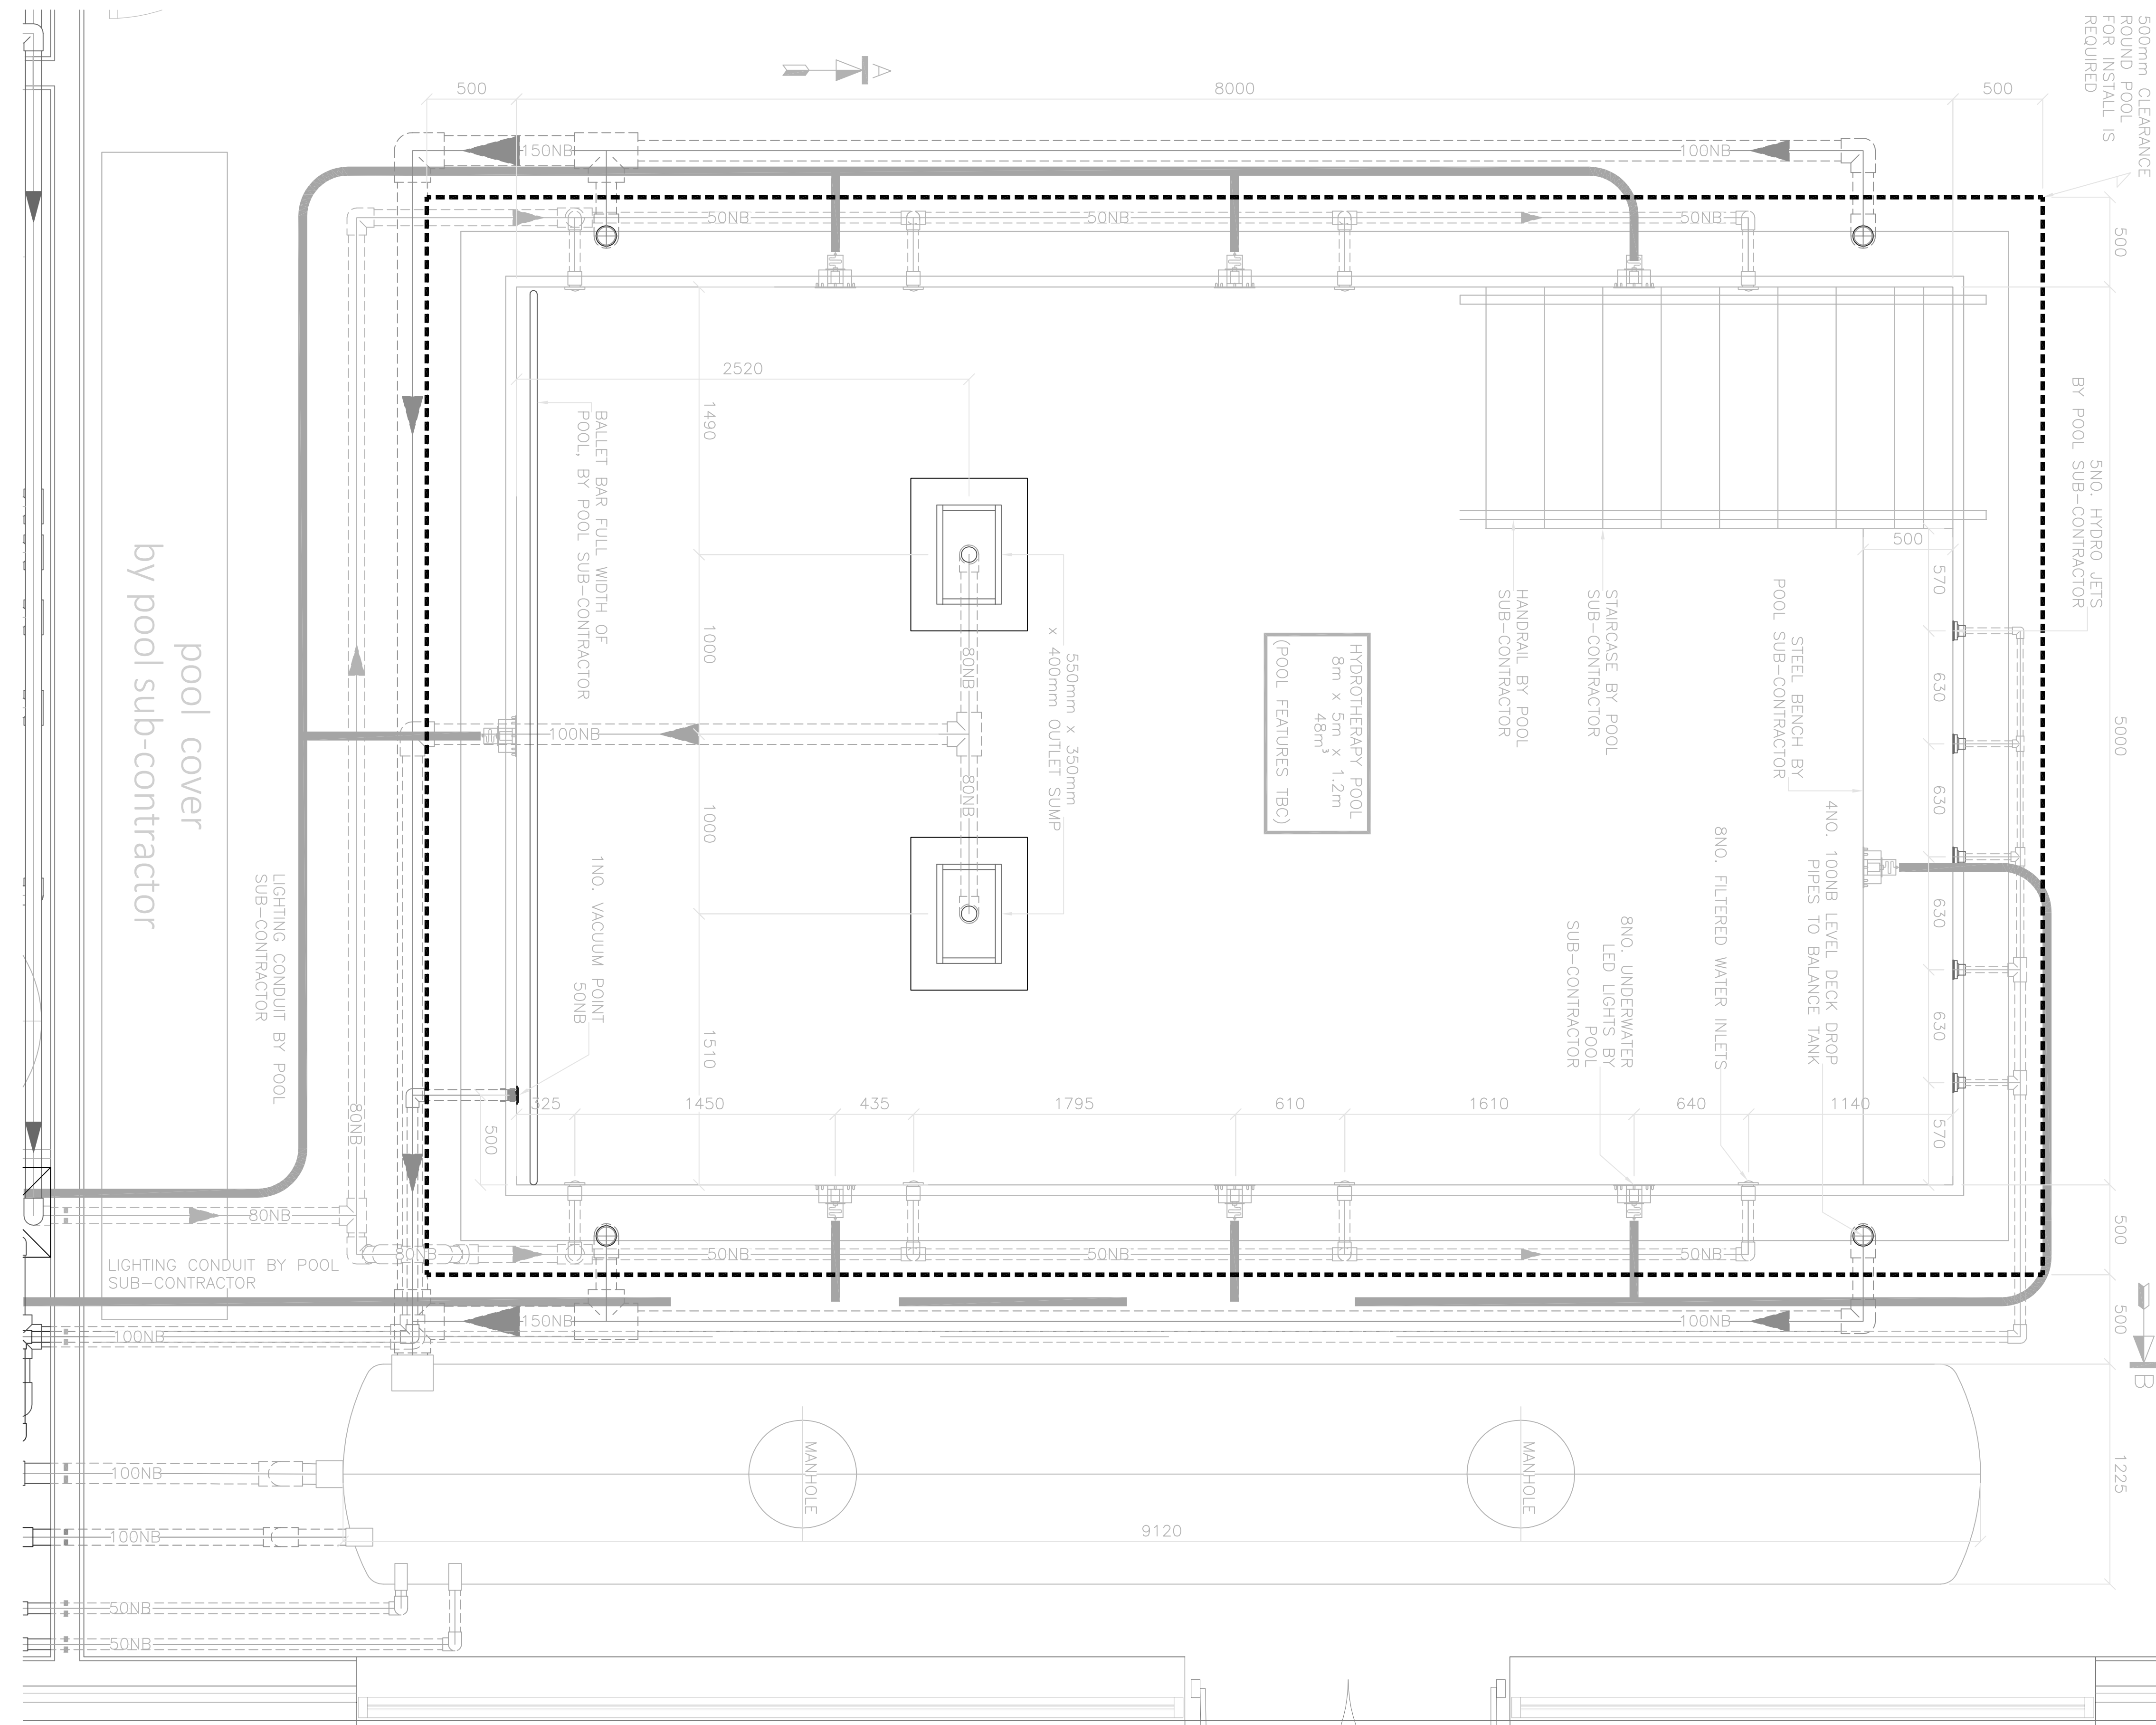 500mm CLEARANCE
ROUND POOL
FOR INSTALL IS
REQUIRED
A
500
8000
500
150NB
100NB
50NB
50NB
50NB
500
5NO. HYDRO JETS
BY POOL SUB-CONTRACTOR
2520
1490
BALLET BAR FULL WIDTH OF
POOL, BY POOL SUB-CONTRACTOR
500
570
630
630
630
630
570
5000
HANDRAIL BY POOL
SUB-CONTRACTOR
STAIRCASE BY POOL
SUB-CONTRACTOR
STEEL BENCH BY
POOL SUB-CONTRACTOR
pool cover
by pool sub-contractor
1000
80NB
550mm x 350mm
x 400mm OUTLET SUMP
HYDROTHERAPY POOL
8m x 5m x 1.2m
48m³
(POOL FEATURES TBC)
100NB
80NB
1000
4NO. 100NB LEVEL DECK DROP
PIPES TO BALANCE TANK
8NO. FILTERED WATER INLETS
8NO. UNDERWATER
LED LIGHTS BY
POOL
SUB-CONTRACTOR
1NO. VACUUM POINT
50NB
LIGHTING CONDUIT BY POOL
SUB-CONTRACTOR
1510
80NB
325
1450
435
1795
610
1610
640
1140
500
80NB
80NB
50NB
50NB
50NB
500
LIGHTING CONDUIT BY POOL
SUB-CONTRACTOR
100NB
150NB
100NB
500
B
MANHOLE
MANHOLE
100NB
1225
9120
100NB
50NB
50NB